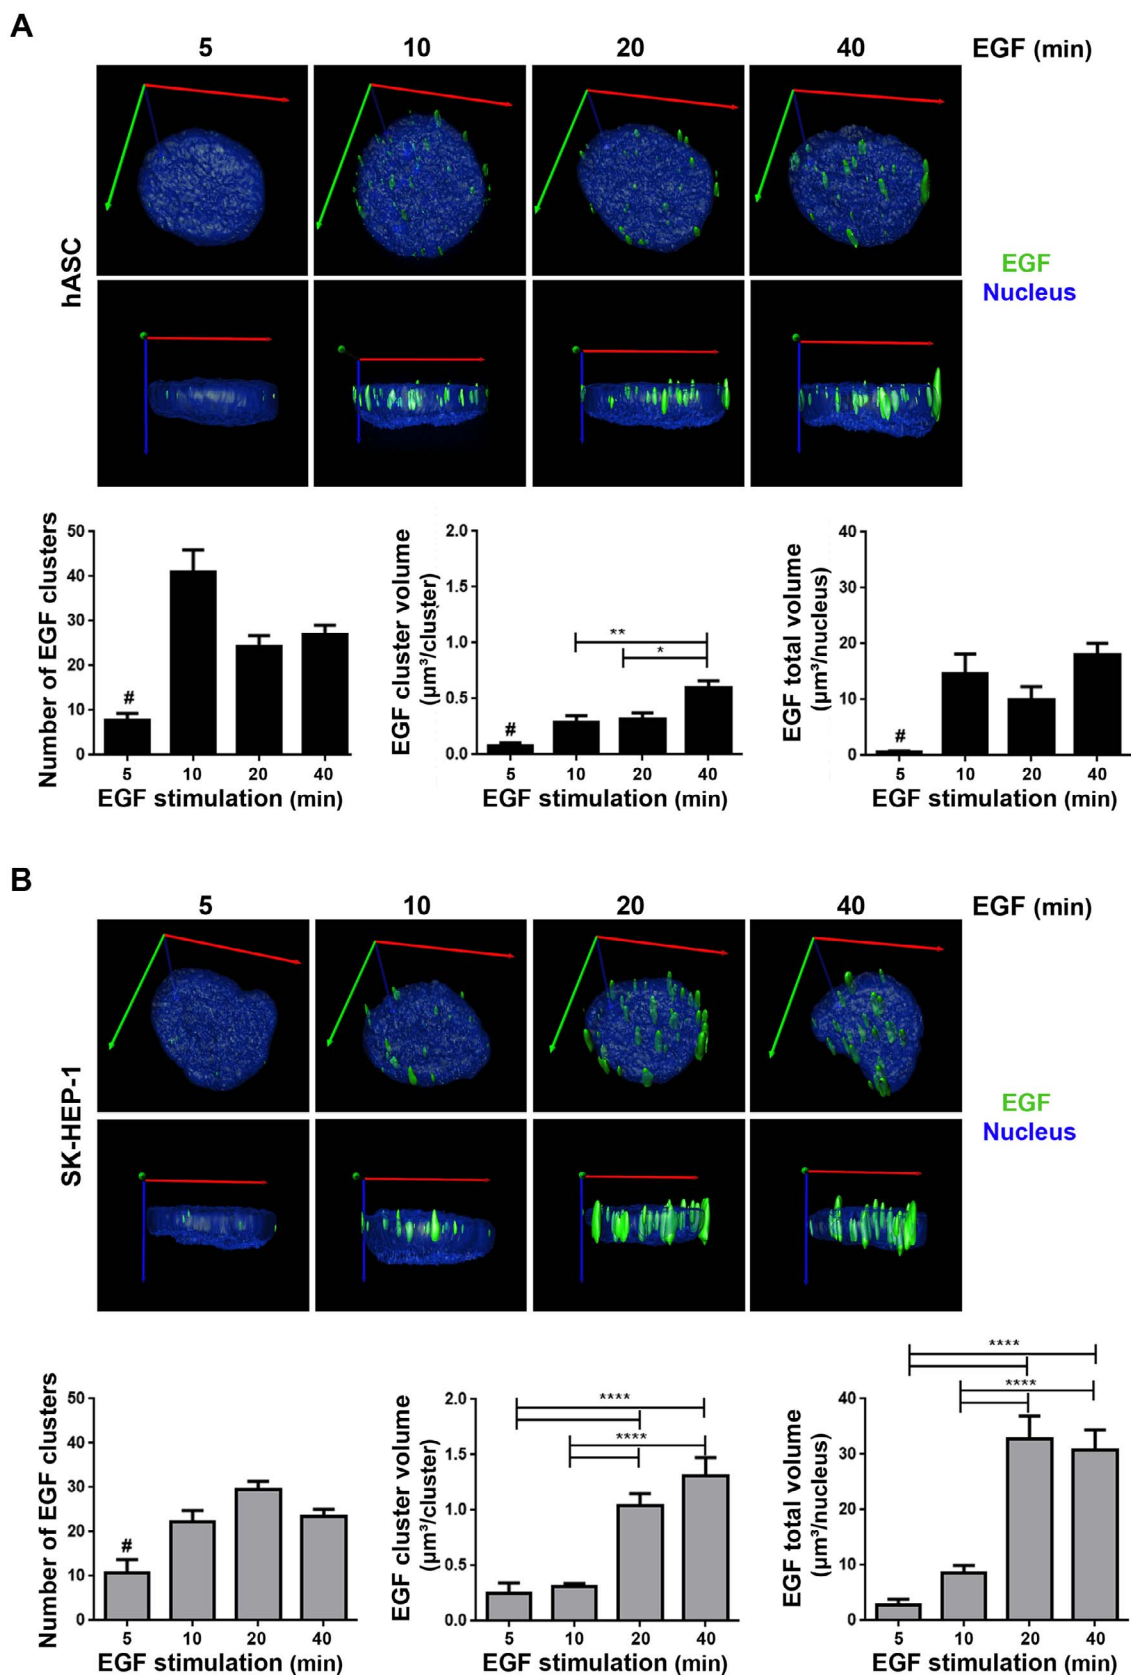 A
5 10 20 40 EGF (min)
hASC
EGF
Nucleus
Number of EGF clusters
50
40
30
20
10
0
#
5 10 20 40
EGF stimulation (min)
EGF cluster volume
(µm³/cluster)
2.0
1.5
1.0
0.5
0.0
**
*
#
5 10 20 40
EGF stimulation (min)
EGF total volume
(µm³/nucleus)
40
30
20
10
0
#
5 10 20 40
EGF stimulation (min)
B
5 10 20 40 EGF (min)
SK-HEP-1
EGF
Nucleus
Number of EGF clusters
50
40
30
20
10
0
#
5 10 20 40
EGF stimulation (min)
EGF cluster volume
(µm³/cluster)
2.0
1.5
1.0
0.5
0.0
****
****
5 10 20 40
EGF stimulation (min)
EGF total volume
(µm³/nucleus)
40
30
20
10
0
****
****
5 10 20 40
EGF stimulation (min)